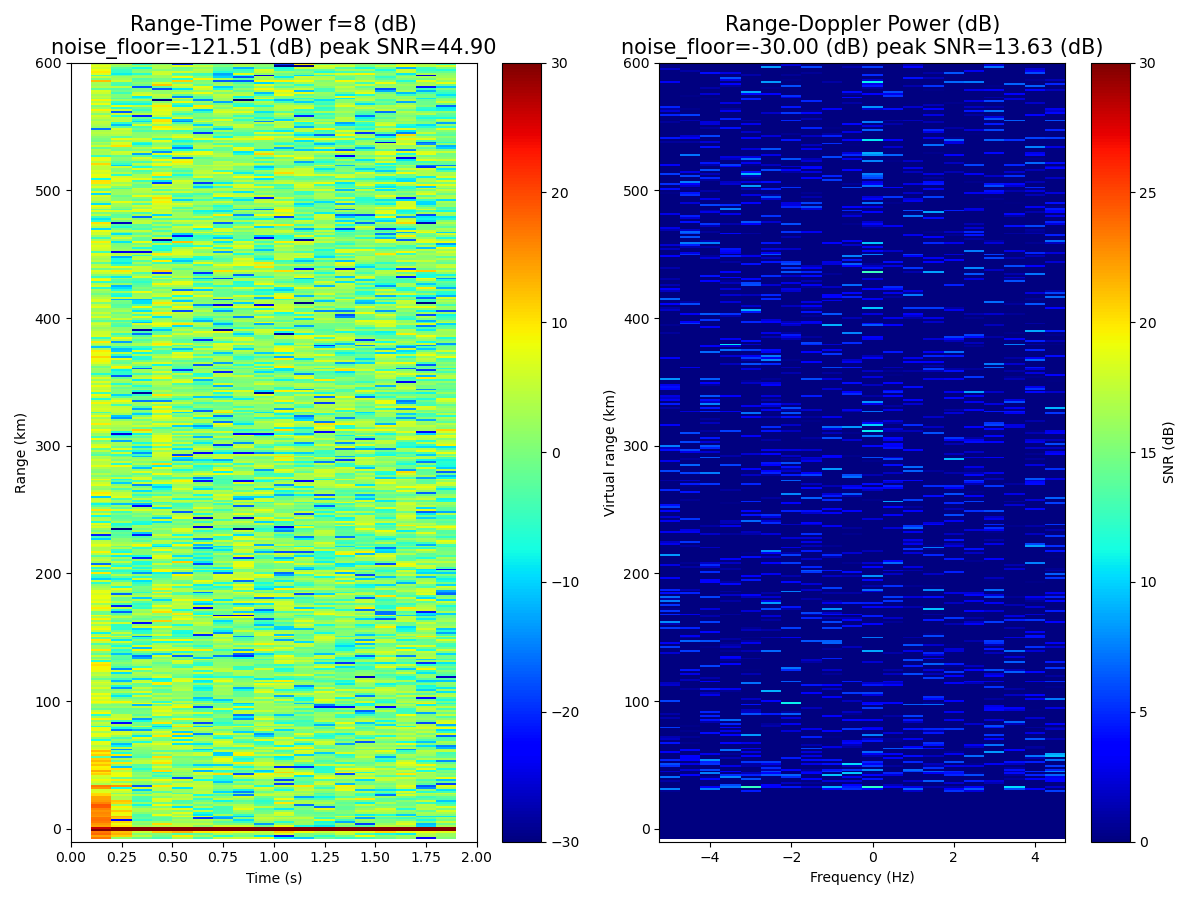 Range-Time Power f=8 (dB)
noise_floor=-121.51 (dB) peak SNR=44.90
600
500
400
300
200
100
0
Range (km)
0.00 0.25 0.50 0.75 1.00 1.25 1.50 1.75 2.00
Time (s)
30
20
10
0
−10
−20
−30
Range-Doppler Power (dB)
noise_floor=-30.00 (dB) peak SNR=13.63 (dB)
600
500
400
300
200
100
0
Virtual range (km)
−4 −2 0 2 4
Frequency (Hz)
30
25
20
15
10
5
0
SNR (dB)